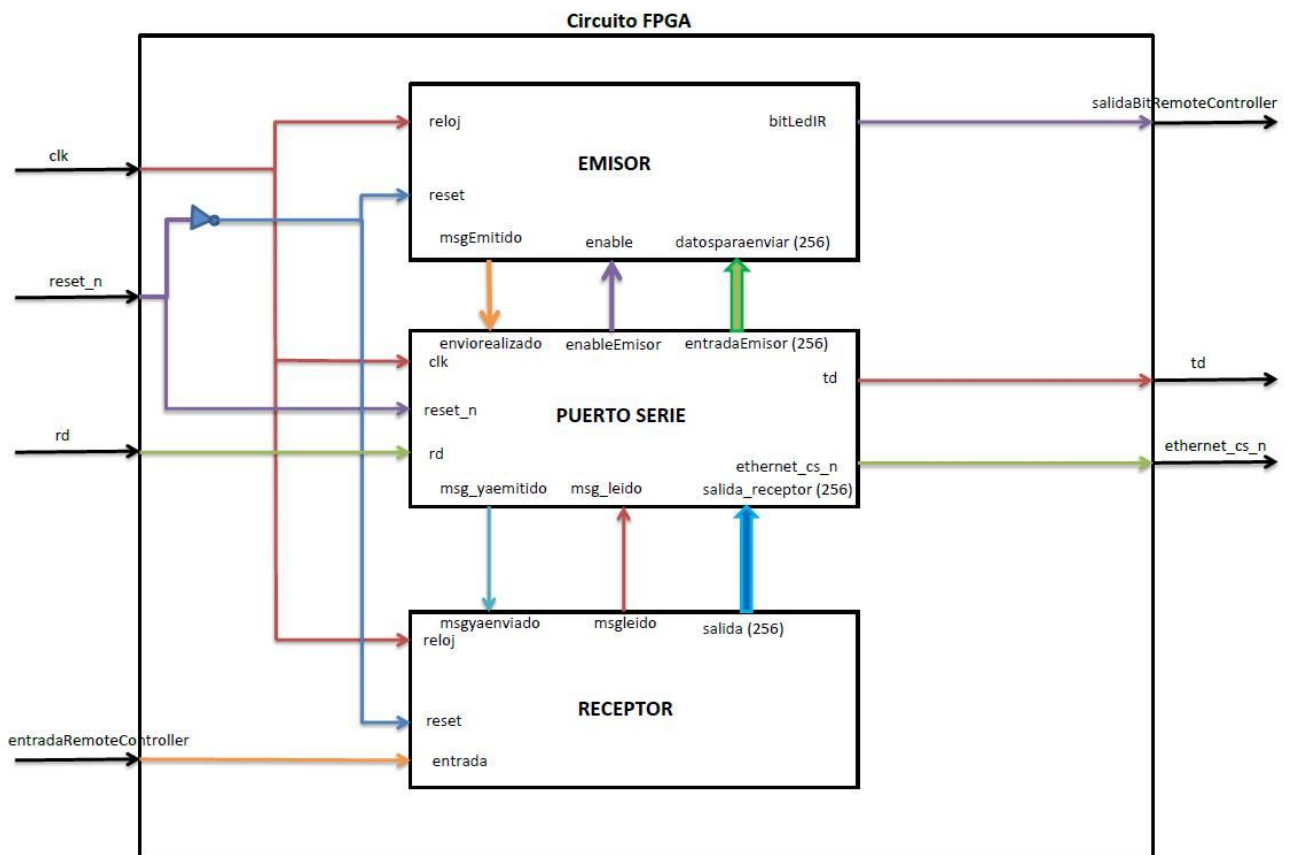 Circuito FPGA
salidaBitRemoteController
reloj
bitLedIR
clk
EMISOR
reset
msgEmitido
enable
datosparaenviar (256)
reset_n
enviorealizado
enableEmisor
entradaEmisor (256)
clk
td
td
reset_n
PUERTO SERIE
rd
rd
ethernet_cs_n
ethernet_cs_n
msg_yaemitido
msg_leido
salida_receptor (256)
msgyaenviado
msgleido
salida (256)
reloj
RECEPTOR
reset
entradaRemoteController
entrada